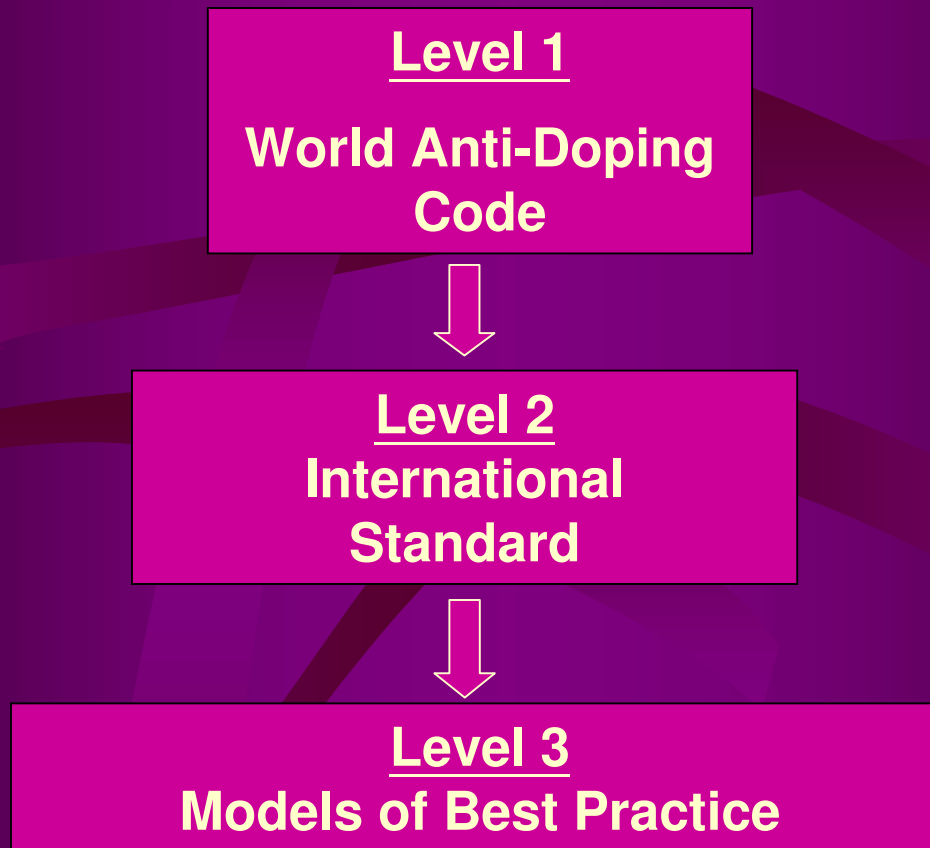 Level 1
World Anti-Doping
Code
Level 2
International
Standard
Level 3
Models of Best Practice